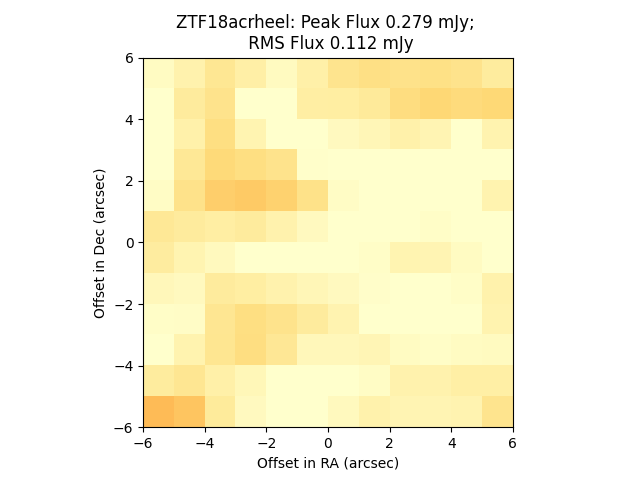 ZTF18acrheel: Peak Flux 0.279 mJy;
RMS Flux 0.112 mJy
6
4
2
0
−2
−4
−6
Offset in Dec (arcsec)
−6 −4 −2 0 2 4 6
Offset in RA (arcsec)